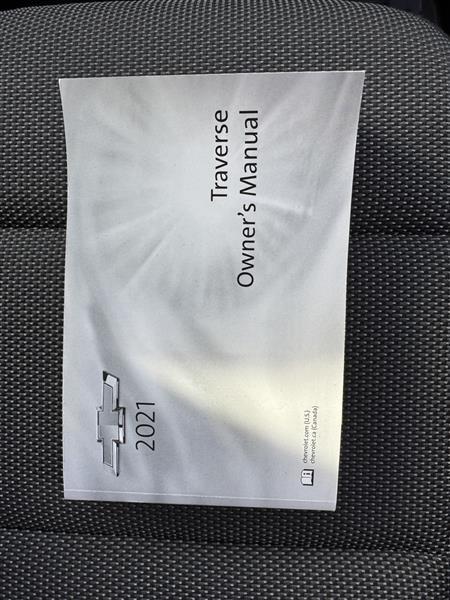 2021
Traverse
Owner's Manual
chevrolet.com (U.S.)
chevrolet.ca (Canada)